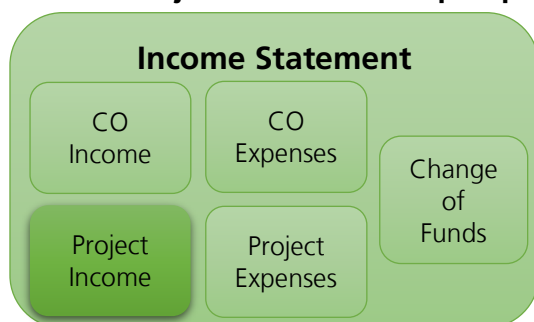 Income Statement
CO
Income
CO
Expenses
Change
of
Funds
Project
Income
Project
Expenses